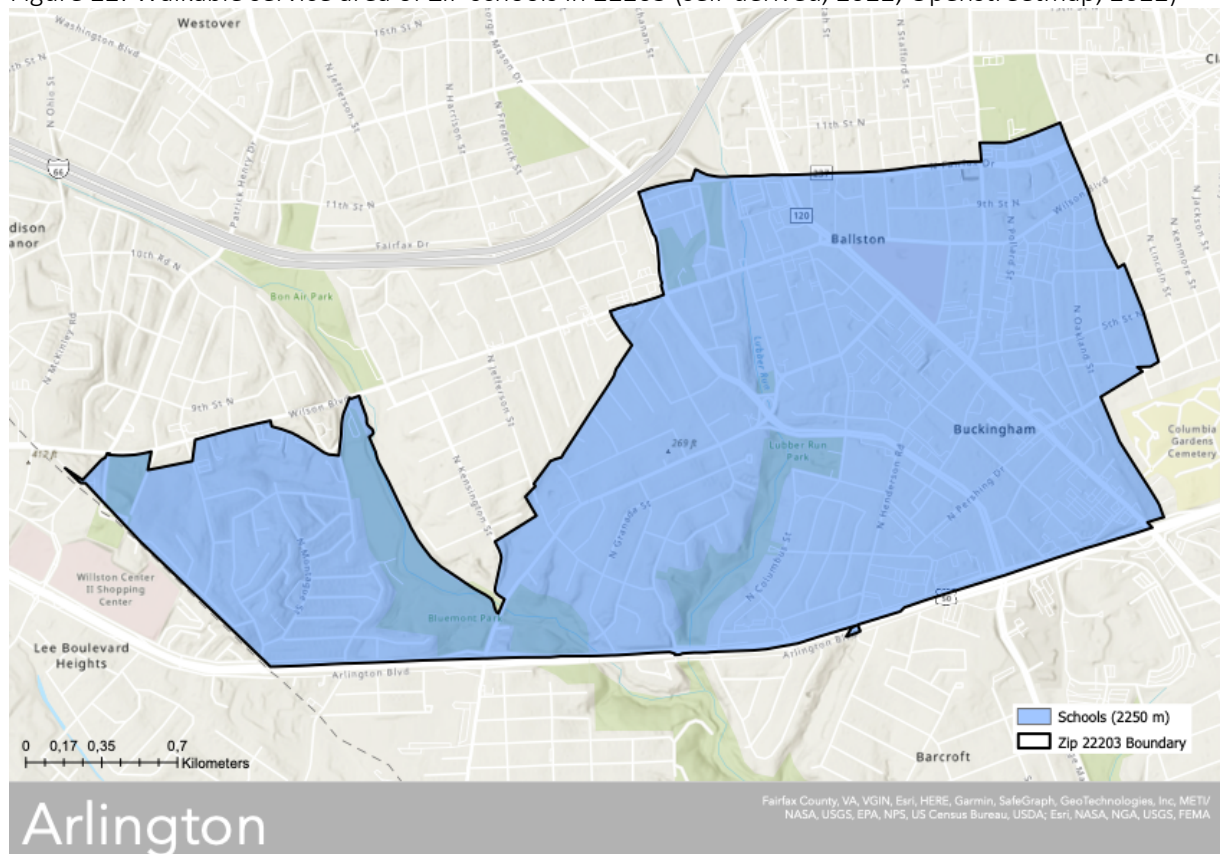 Westover
Washington Blvd
16th St N
N Ohio St
N Jefferson St
N Harrison St
N Frederick St
N Stafford St
11th St N
66
Patrick Henry Dr
11th St N
237
N Fairfax Dr
9th St N
Wilson Blvd
120
Ballston
N Pollard St
N Jackson St
N Kenmore St
N Lincoln St
10th Rd N
Fairfax Dr
Bon Air Park
N McKinley Rd
N Oakland St
5th St N
Lubber Run
N Jefferson St
9th St N
Wilson Blvd
412 ft
N Kensington St
269 ft
Buckingham
Lubber Run
Park
Columbia
Gardens
Cemetery
N Henderson Rd
N Pershing Dr
N Granada St
N Columbus St
N Montague St
Willston Center
II Shopping
Center
Bluemont Park
50
Lee Boulevard
Heights
Arlington Blvd
Arlington Blvd
Schools (2250 m)
Zip 22203 Boundary
0 0,17 0,35 0,7
Kilometers
Barcroft
Arlington
Fairfax County, VA, VGIN, Esri, HERE, Garmin, SafeGraph, GeoTechnologies, Inc, METI/
NASA, USGS, EPA, NPS, US Census Bureau, USDA; Esri, NASA, NGA, USGS, FEMA